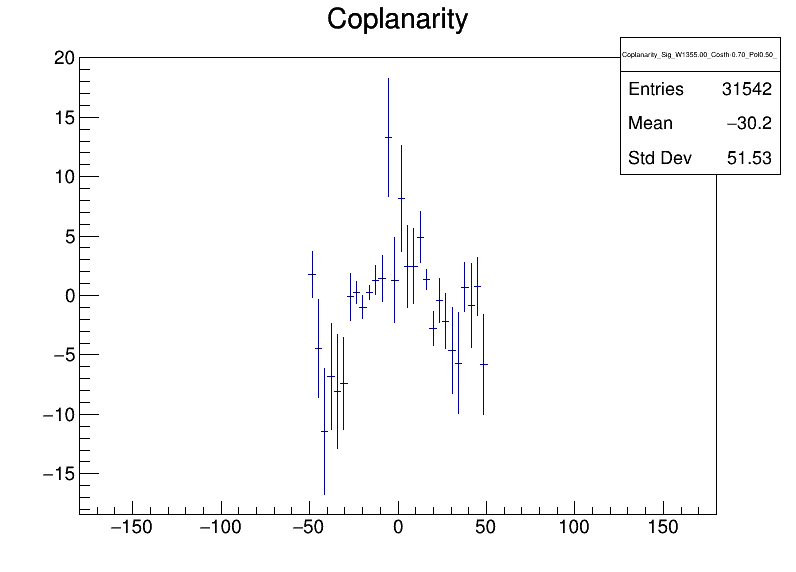 Coplanarity
Coplanarity_Sig_W1355.00_Costh-0.70_Pol0.50_
Entries 31542
Mean −30.2
Std Dev 51.53
20
15
10
5
0
−5
−10
−15
−150 −100 −50 0 50 100 150